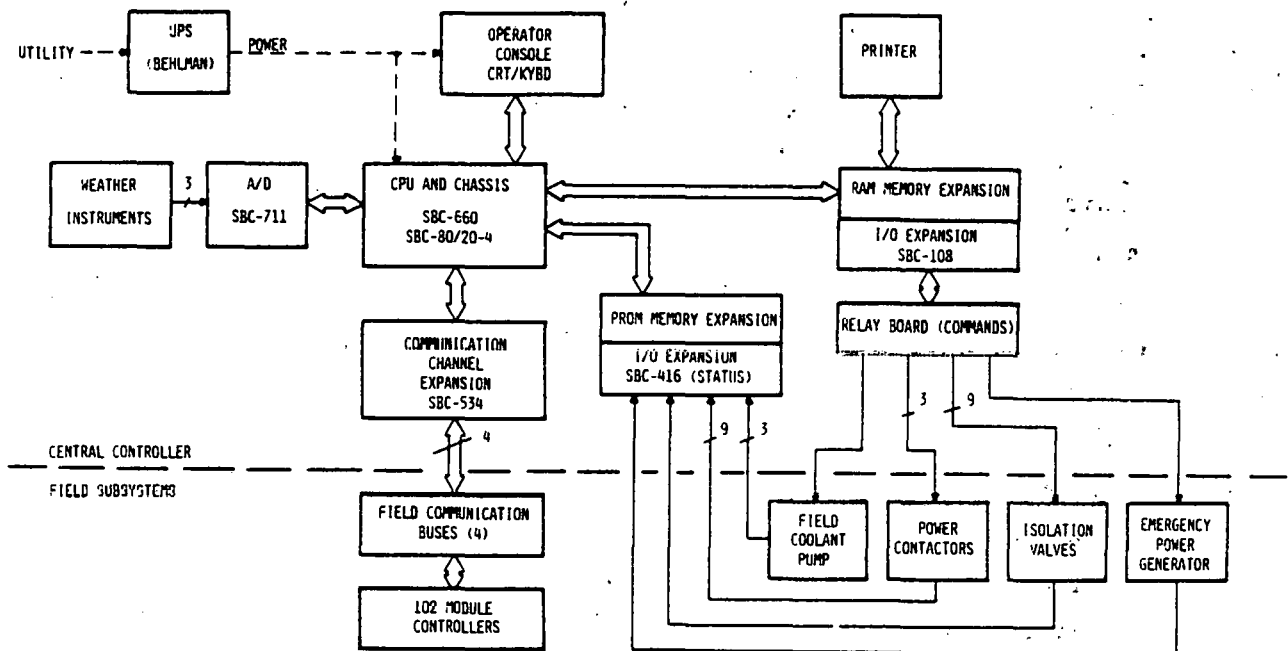 UTILITY
UPS
(BEHLMAN)
POWER
OPERATOR
CONSOLE
CRT/KYBD
PRINTER
WEATHER
INSTRUMENTS
3
A/D
SBC-711
CPU AND CHASSIS
SBC-660
SBC-80/20-4
RAM MEMORY EXPANSION
I/O EXPANSION
SBC-108
COMMUNICATION
CHANNEL
EXPANSION
SBC-534
PROM MEMORY EXPANSION
I/O EXPANSION
SBC-416 (STATUS)
RELAY BOARD (COMMANDS)
4
9
3
3
9
CENTRAL CONTROLLER
FIELD SUBSYSTEMS
FIELD COMMUNICATION
BUSES (4)
FIELD
COOLANT
PUMP
POWER
CONTACTORS
ISOLATION
VALVES
EMERGENCY
POWER
GENERATOR
102 MODULE
CONTROLLERS